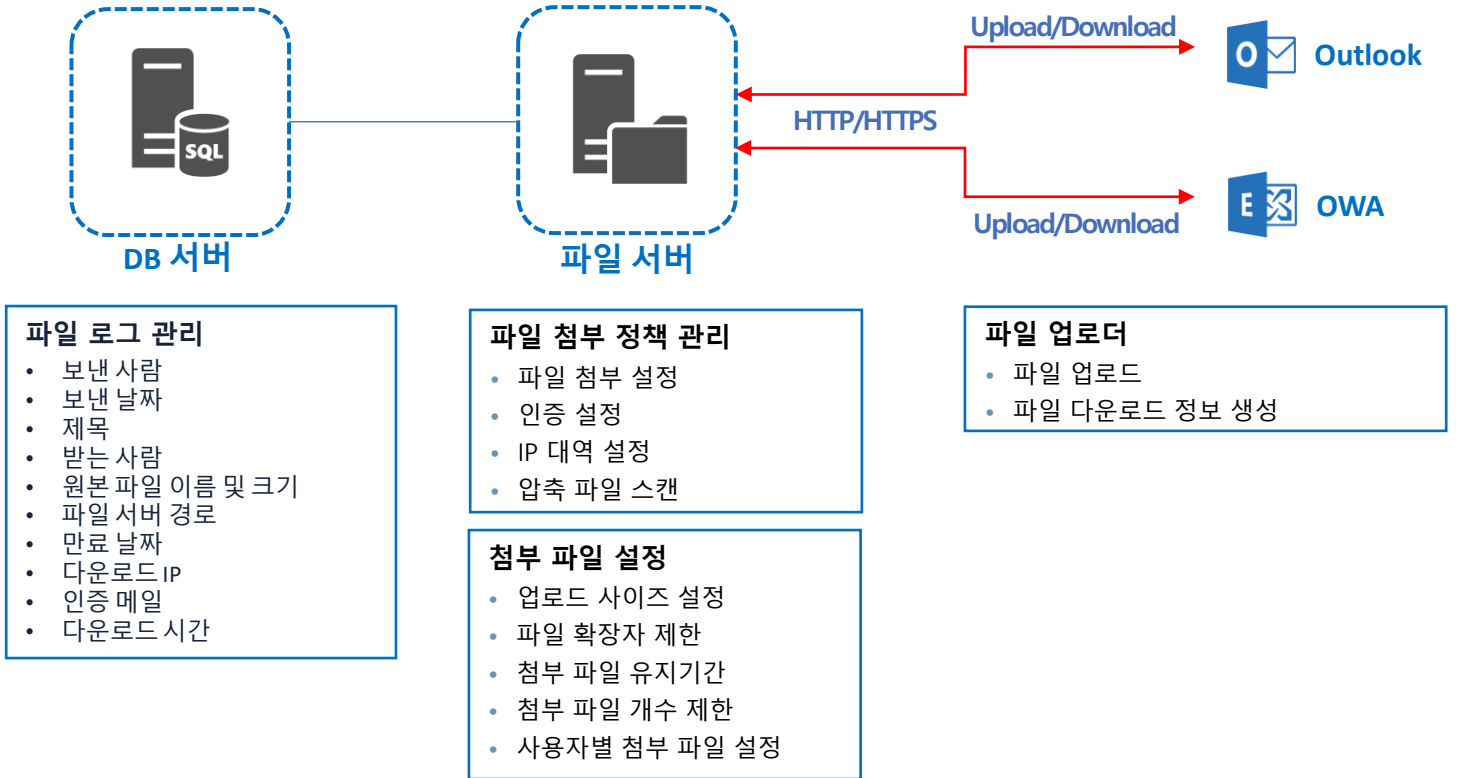 Upload/Download
O
Outlook
HTTP/HTTPS
SQL
E
OWA
Upload/Download
DB 서버
파일 서버
파일 로그 관리
• 보낸 사람
• 보낸 날짜
• 제목
• 받는 사람
• 원본 파일 이름 및 크기
• 파일 서버 경로
• 만료 날짜
• 다운로드 IP
• 인증 메일
• 다운로드 시간
파일 첨부 정책 관리
• 파일 첨부 설정
• 인증 설정
• IP 대역 설정
• 압축 파일 스캔
첨부 파일 설정
• 업로드 사이즈 설정
• 파일 확장자 제한
• 첨부 파일 유지기간
• 첨부 파일 개수 제한
• 사용자별 첨부 파일 설정
파일 업로더
• 파일 업로드
• 파일 다운로드 정보 생성